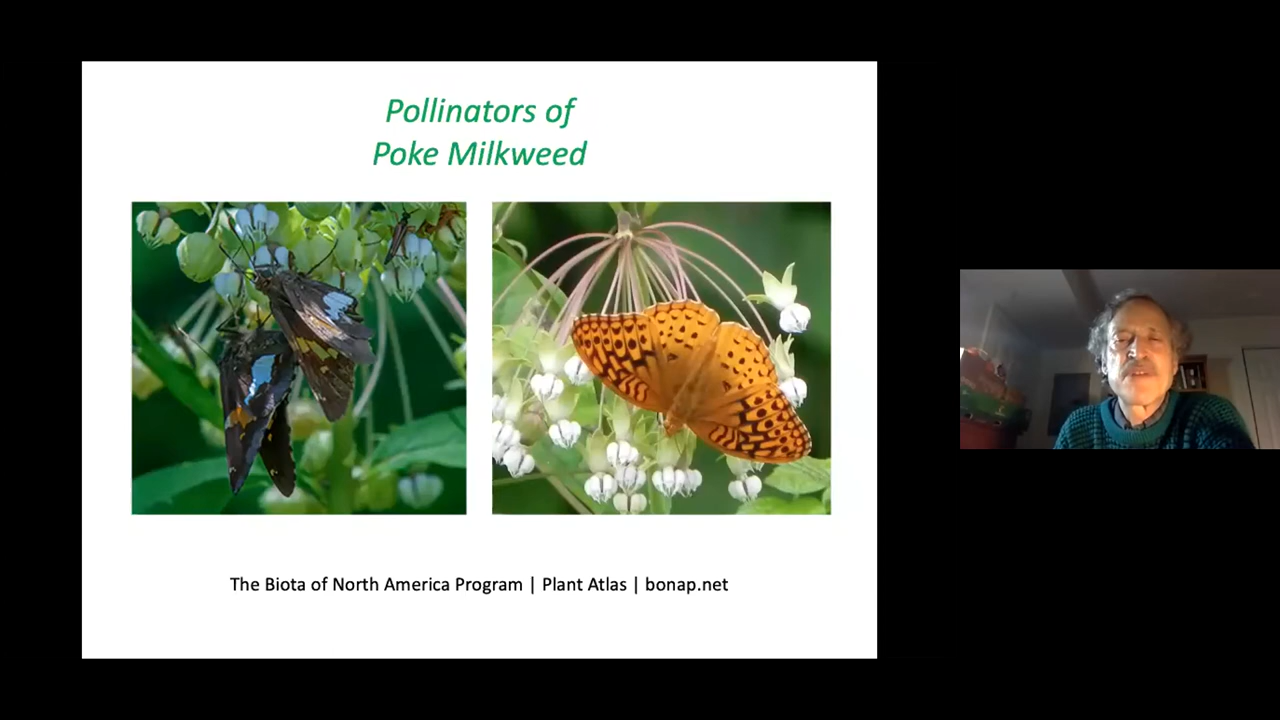 Pollinators of
Poke Milkweed
The Biota of North America Program | Plant Atlas | bonap.net